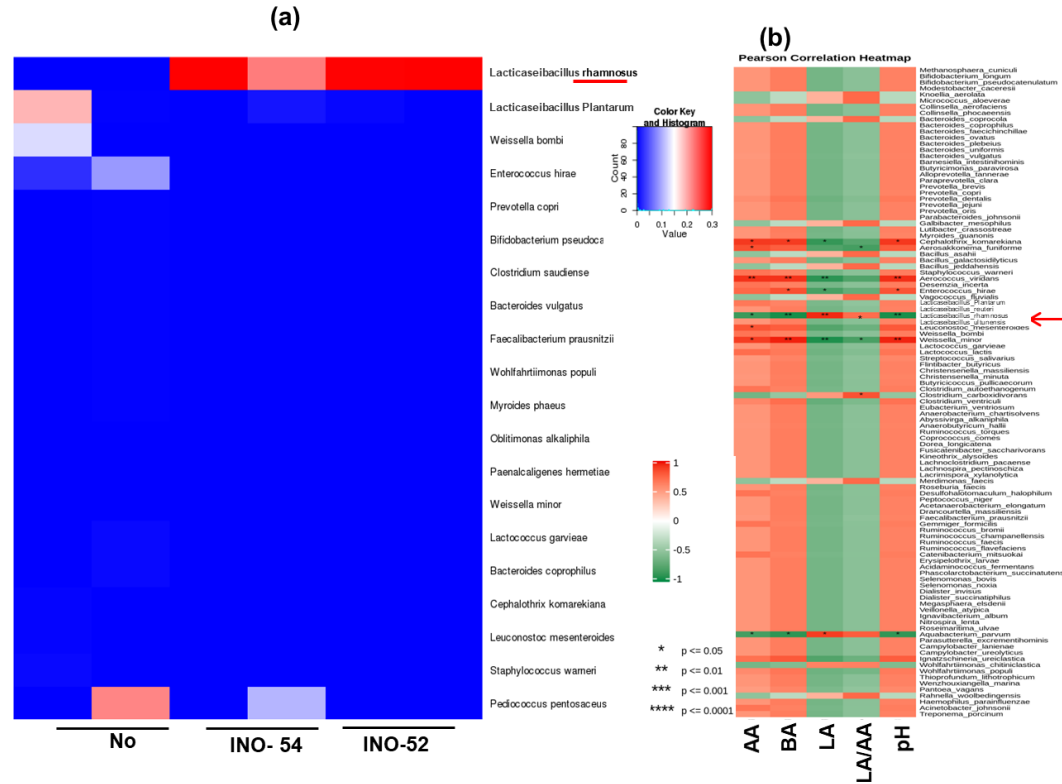 (a)
Lacticaseibacillus rhamnosus
Lacticaseibacillus Plantarum
Weissella bombi
Enterococcus hirae
Prevotella copri
Bifidobacterium pseudoca
Clostridium saudiense
Bacteroides vulgatus
Faecalibacterium prausnitzii
Wohlfahrtiimonas populi
Myroides phaeus
Oblitimonas alkaliphila
Paenalcaligenes hermetiae
Weissella minor
Lactococcus garvieae
Bacteroides coprophilus
Cephalothrix komarekiana
Leuconostoc mesenteroides
Staphylococcus warneri
Pediococcus pentosaceus
No
INO- 54
INO-52
Color Key
and Histogram
Count
0 20 40 60 80
0 0.1 0.2 0.3
Value
(b)
Pearson Correlation Heatmap
Methanosphaera_cuniculi
Bifidobacterium_longum
Bifidobacterium_pseudocatenulatum
Modestobacter_caceresii
Knoellia_aerolata
Micrococcus_aloeverae
Collinsella_aerofaciens
Collinsella_phocaeensis
Bacteroides_coprocola
Bacteroides_coprophilus
Bacteroides_faecichinchillae
Bacteroides_ovatus
Bacteroides_plebeius
Bacteroides_uniformis
Bacteroides_vulgatus
Barnesiella_intestinihominis
Butyricimonas_paravirosa
Alloprevotella_tannerae
Paraprevotella_clara
Prevotella_brevis
Prevotella_copri
Prevotella_dentalis
Prevotella_jejuni
Prevotella_oris
Parabacteroides_johnsonii
Galbibacter_mesophilus
Lutibacter_crassostreae
Myroides_guanonis
Cephalothrix_komarekiana
Aerosakkonema_funiforme
Bacillus_asahii
Bacillus_galactosidilyticus
Bacillus_jeddahensis
Staphylococcus_warneri
Aerococcus_viridans
Desemzia_incerta
Enterococcus_hirae
Vagococcus_fluvialis
Lacticaseibacillus_Plantarum
Lacticaseibacillus_reuteri
Lacticaseibacillus_rhamnosus
Lacticaseibacillus_ultunensis
Leuconostoc_mesenteroides
Weissella_bombi
Weissella_minor
Lactococcus_garvieae
Lactococcus_lactis
Streptococcus_salivarius
Flintibacter_butyricus
Christensenella_massiliensis
Christensenella_minuta
Butyricicoccus_pullicaecorum
Clostridium_autoethanogenum
Clostridium_carboxidivorans
Clostridium_ventriculi
Eubacterium_ventriosum
Anaerobacterium_chartisolvens
Abyssivirga_alkaniphila
Anaerobutyricum_hallii
Ruminococcus_torques
Coprococcus_comes
Dorea_longicatena
Fusicatenibacter_saccharivorans
Kineothrix_alysoides
Lachnoclostridium_pacaense
Lachnospira_pectinoschiza
Lacrimispora_xylanolytica
Merdimonas_faecis
Roseburia_faecis
Desulfohalotomaculum_halophilum
Peptococcus_niger
Acetanaerobacterium_elongatum
Drancourtella_massiliensis
Faecalibacterium_prausnitzii
Gemmiger_formicilis
Ruminococcus_bromii
Ruminococcus_champanellensis
Ruminococcus_faecis
Ruminococcus_flavefaciens
Catenibacterium_mitsuokai
Erysipelothrix_larvae
Acidaminococcus_fermentans
Phascolarctobacterium_succinatutens
Selenomonas_bovis
Selenomonas_noxia
Dialister_invisus
Dialister_succinatiphilus
Megasphaera_elsdenii
Veillonella_atypica
Ignavibacterium_album
Nitrospira_lenta
Roseimaritima_ulvae
Aquabacterium_parvum
Parasutterella_excrementihominis
Campylobacter_lanienae
Campylobacter_ureolyticus
Ignatzschineria_ureiclastica
Wohlfahrtiimonas_chitiniclastica
Wohlfahrtiimonas_populi
Thioprofundum_lithotrophicum
Wenzhouxiangella_marina
Pantoea_vagans
Rahnella_woolbedingensis
Haemophilus_parainfluenzae
Acinetobacter_johnsonii
Treponema_porcinum
1
0.5
0
-0.5
-1
* p <= 0.05
** p <= 0.01
*** p <= 0.001
**** p <= 0.0001
AA
BA
LA
LA/AA
pH